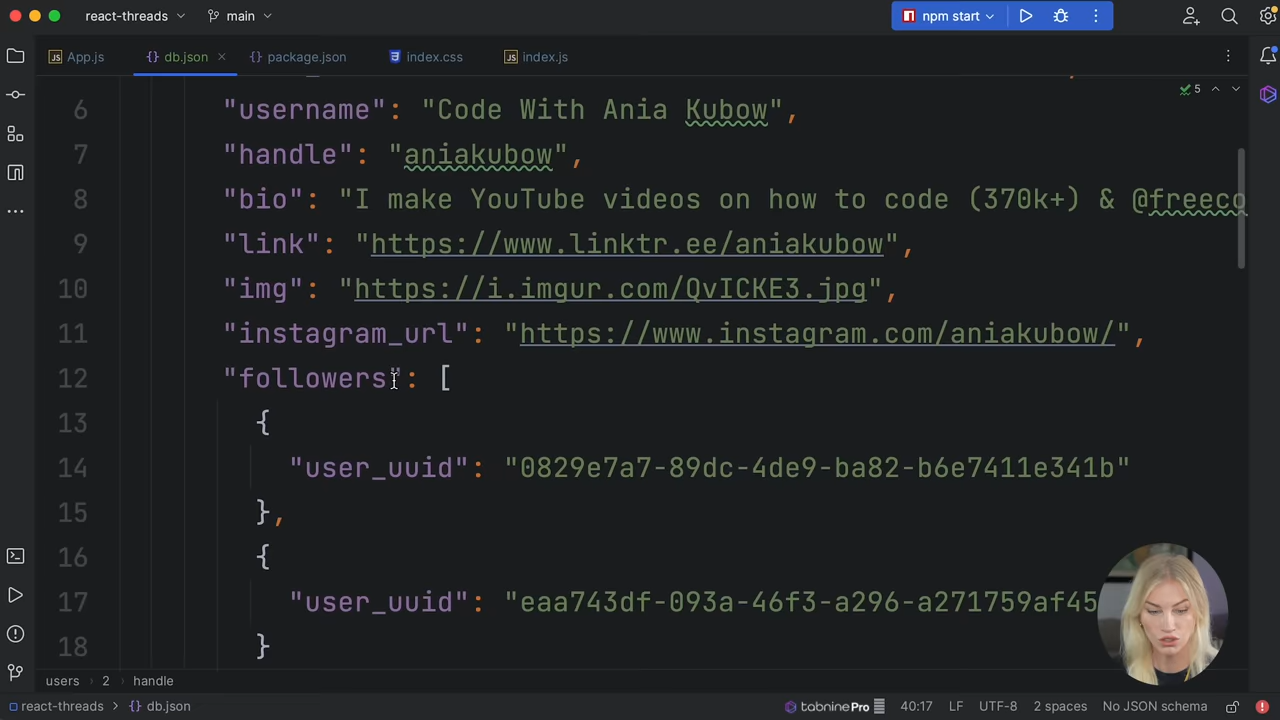 react-threads
main
npm start
App.js
db.json
package.json
index.css
index.js
5
6 "username": "Code With Ania Kubow",
7 "handle": "aniakubow",
8 "bio": "I make YouTube videos on how to code (370k+) & @freeco
9 "link": "https://www.linktr.ee/aniakubow",
10 "img": "https://i.imgur.com/QvICKE3.jpg",
11 "instagram_url": "https://www.instagram.com/aniakubow/",
12 "followers": [
13 {
14 "user_uuid": "0829e7a7-89dc-4de9-ba82-b6e7411e341b"
15 },
16 {
17 "user_uuid": "eaa743df-093a-46f3-a296-a271759af45
18 }
users 2 handle
react-threads db.json
tabnine Pro 40:17 LF UTF-8 2 spaces No JSON schema